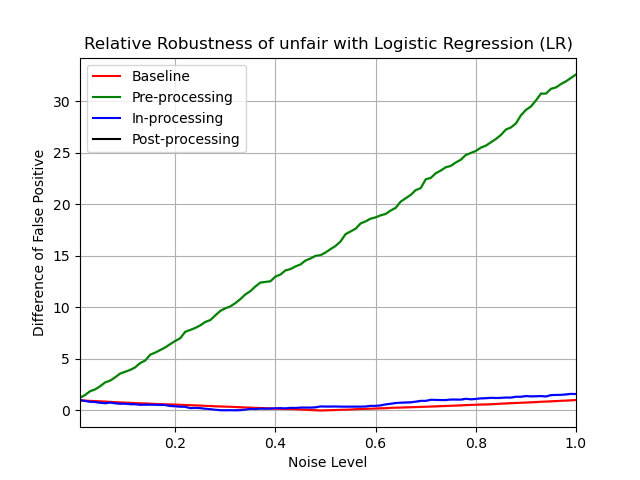 Relative Robustness of unfair with Logistic Regression (LR)
Baseline
Pre-processing
In-processing
Post-processing
Difference of False Positive
30
25
20
15
10
5
0
0.2
0.4
0.6
0.8
1.0
Noise Level